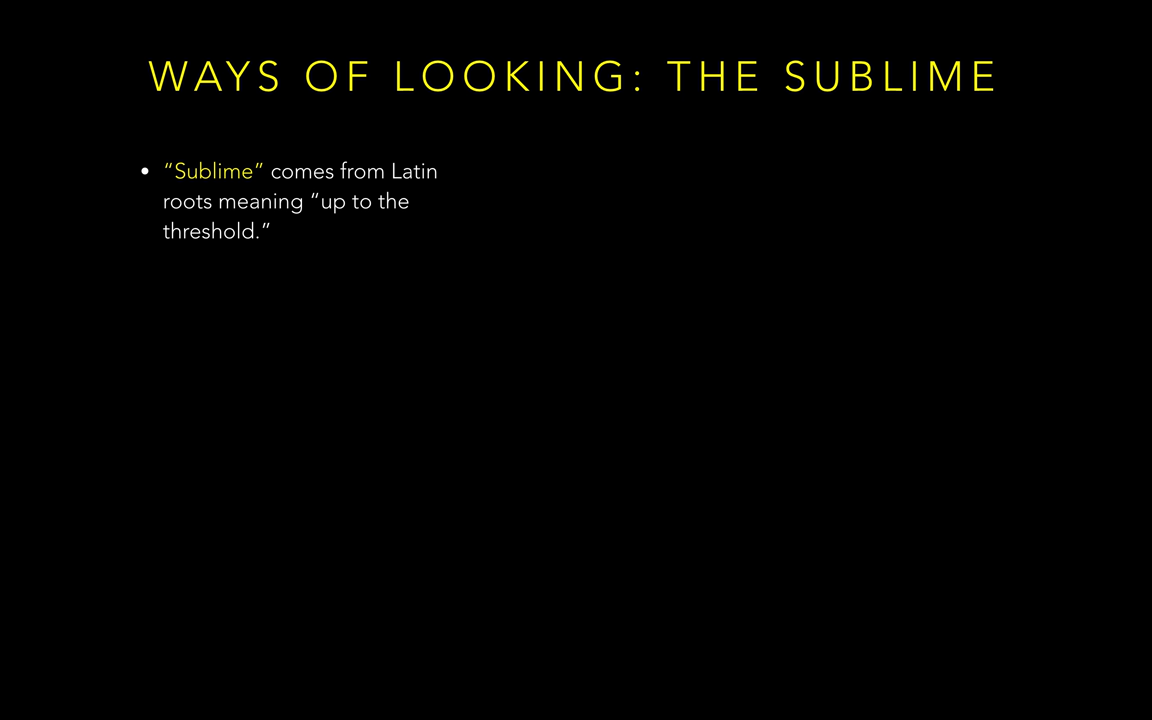 WAYS OF LOOKING: THE SUBLIME
• “Sublime” comes from Latin
roots meaning “up to the
threshold.”